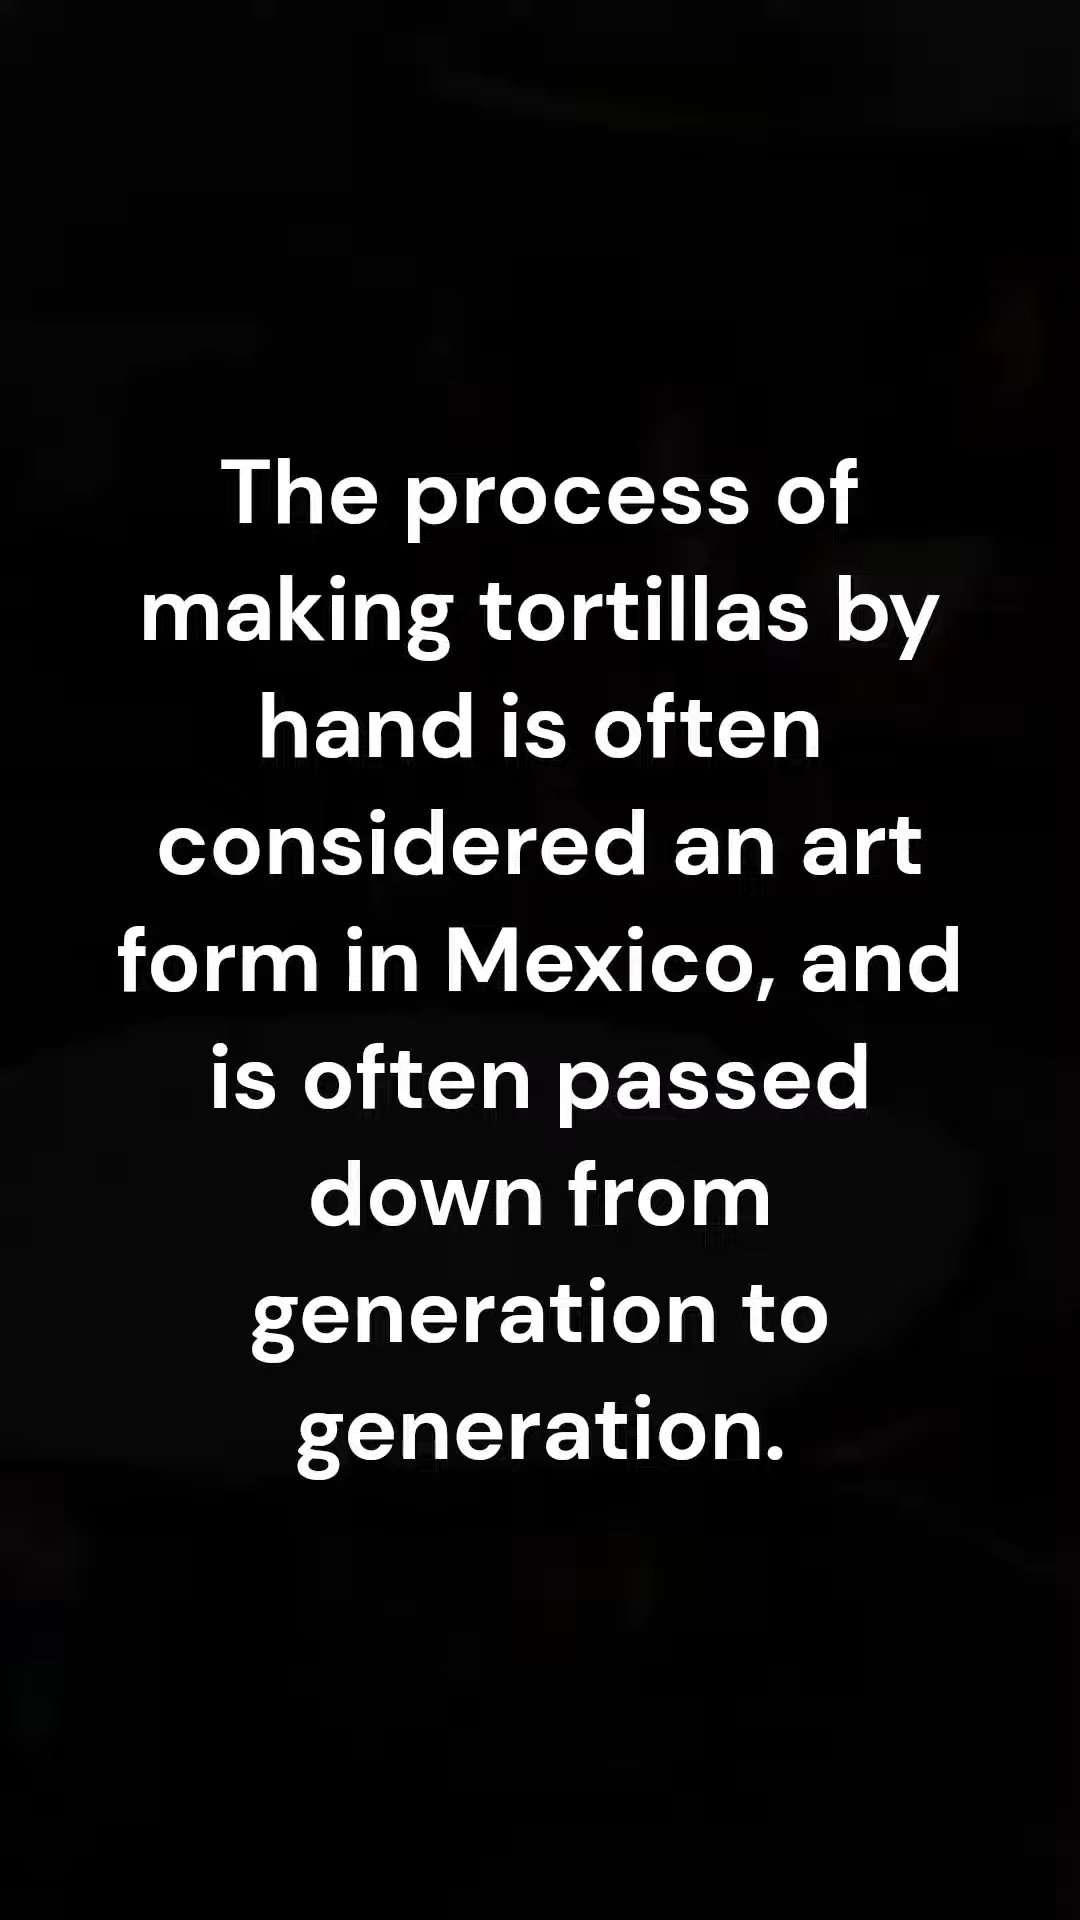 The process of
making tortillas by
hand is often
considered an art
form in Mexico, and
is often passed
down from
generation to
generation.